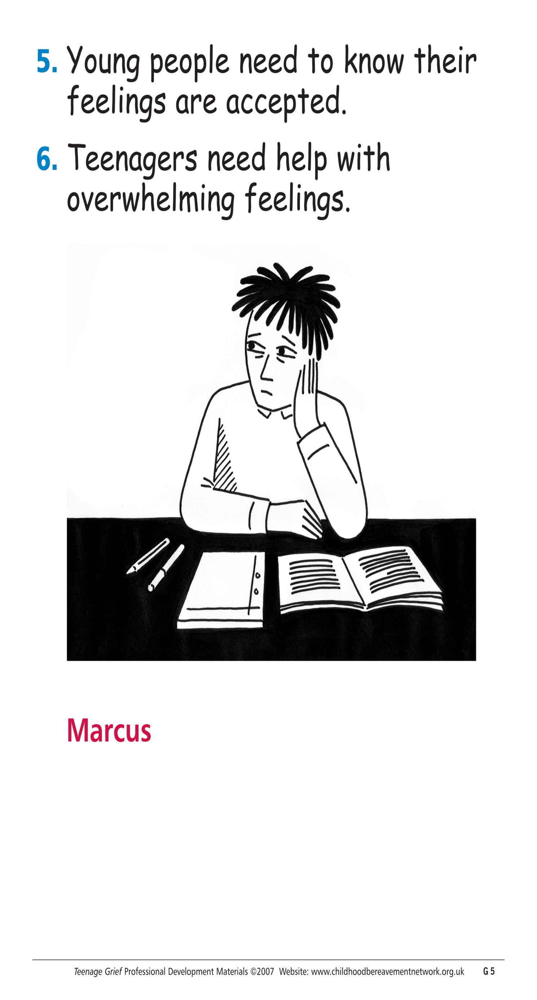 5. Young people need to know their
feelings are accepted.
6. Teenagers need help with
overwhelming feelings.
Marcus
Teenage Grief Professional Development Materials ©2007 Website: www.childhoodbereavementnetwork.org.uk G 5